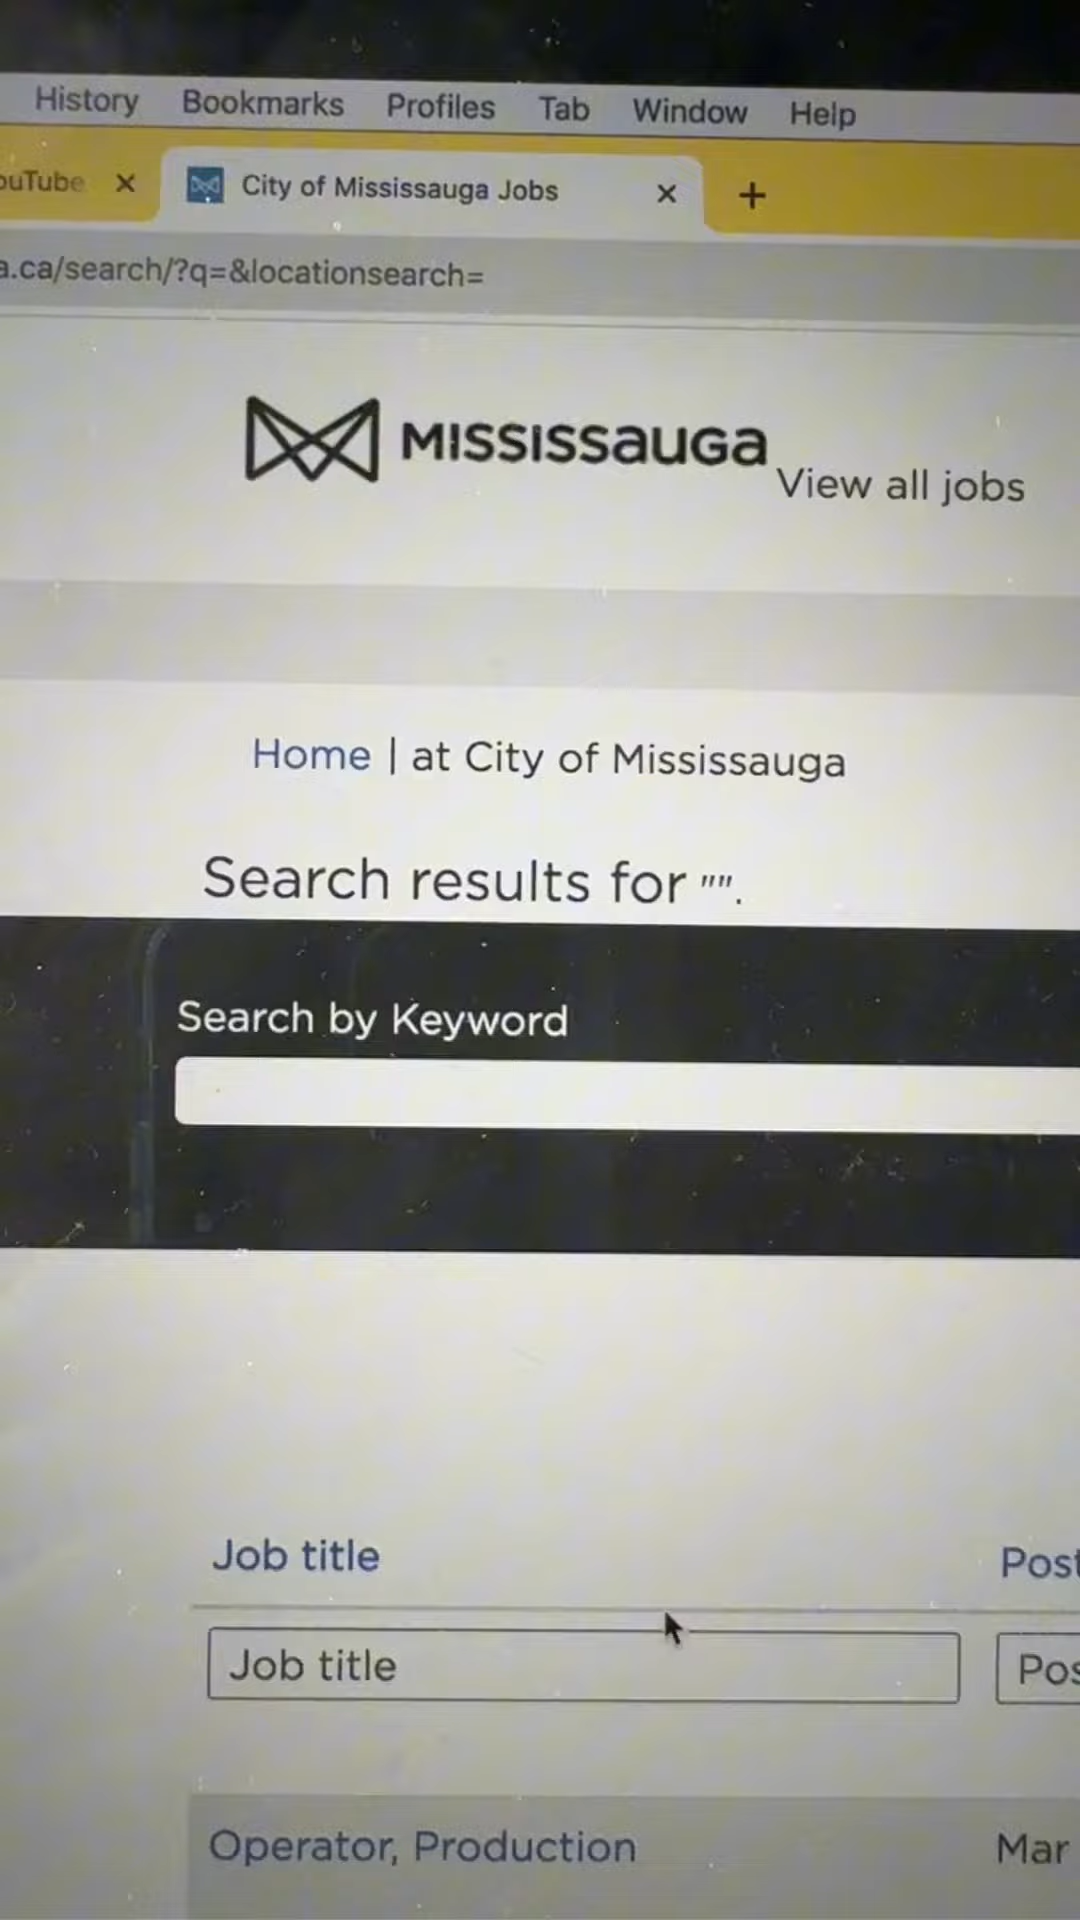 History Bookmarks Profiles Tab Window Help
ouTube × City of Mississauga Jobs × +
a.ca/search/?q=&locationsearch=
MISSISSauGa
View all jobs
Home | at City of Mississauga
Search results for "".
Search by Keyword
Job title Post
Job title Pos
Operator, Production Mar